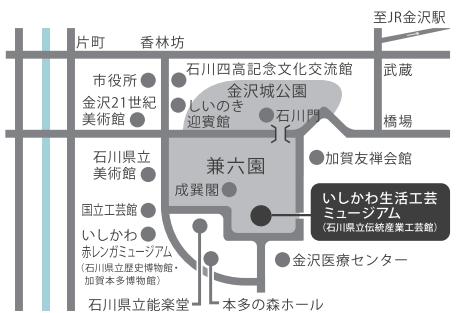 至JR金沢駅
片町
香林坊
武蔵
市役所
石川四高記念文化交流館
金沢城公園
金沢21世紀
美術館
しいのき
迎賓館
石川門
橋場
石川県立
美術館
兼六園
加賀友禅会館
成巽閣
いしかわ生活工芸
ミュージアム
(石川県立伝統産業工芸館)
国立工芸館
いしかわ
赤レンガミュージアム
(石川県立歴史博物館・
加賀本多博物館)
金沢医療センター
石川県立能楽堂
本多の森ホール